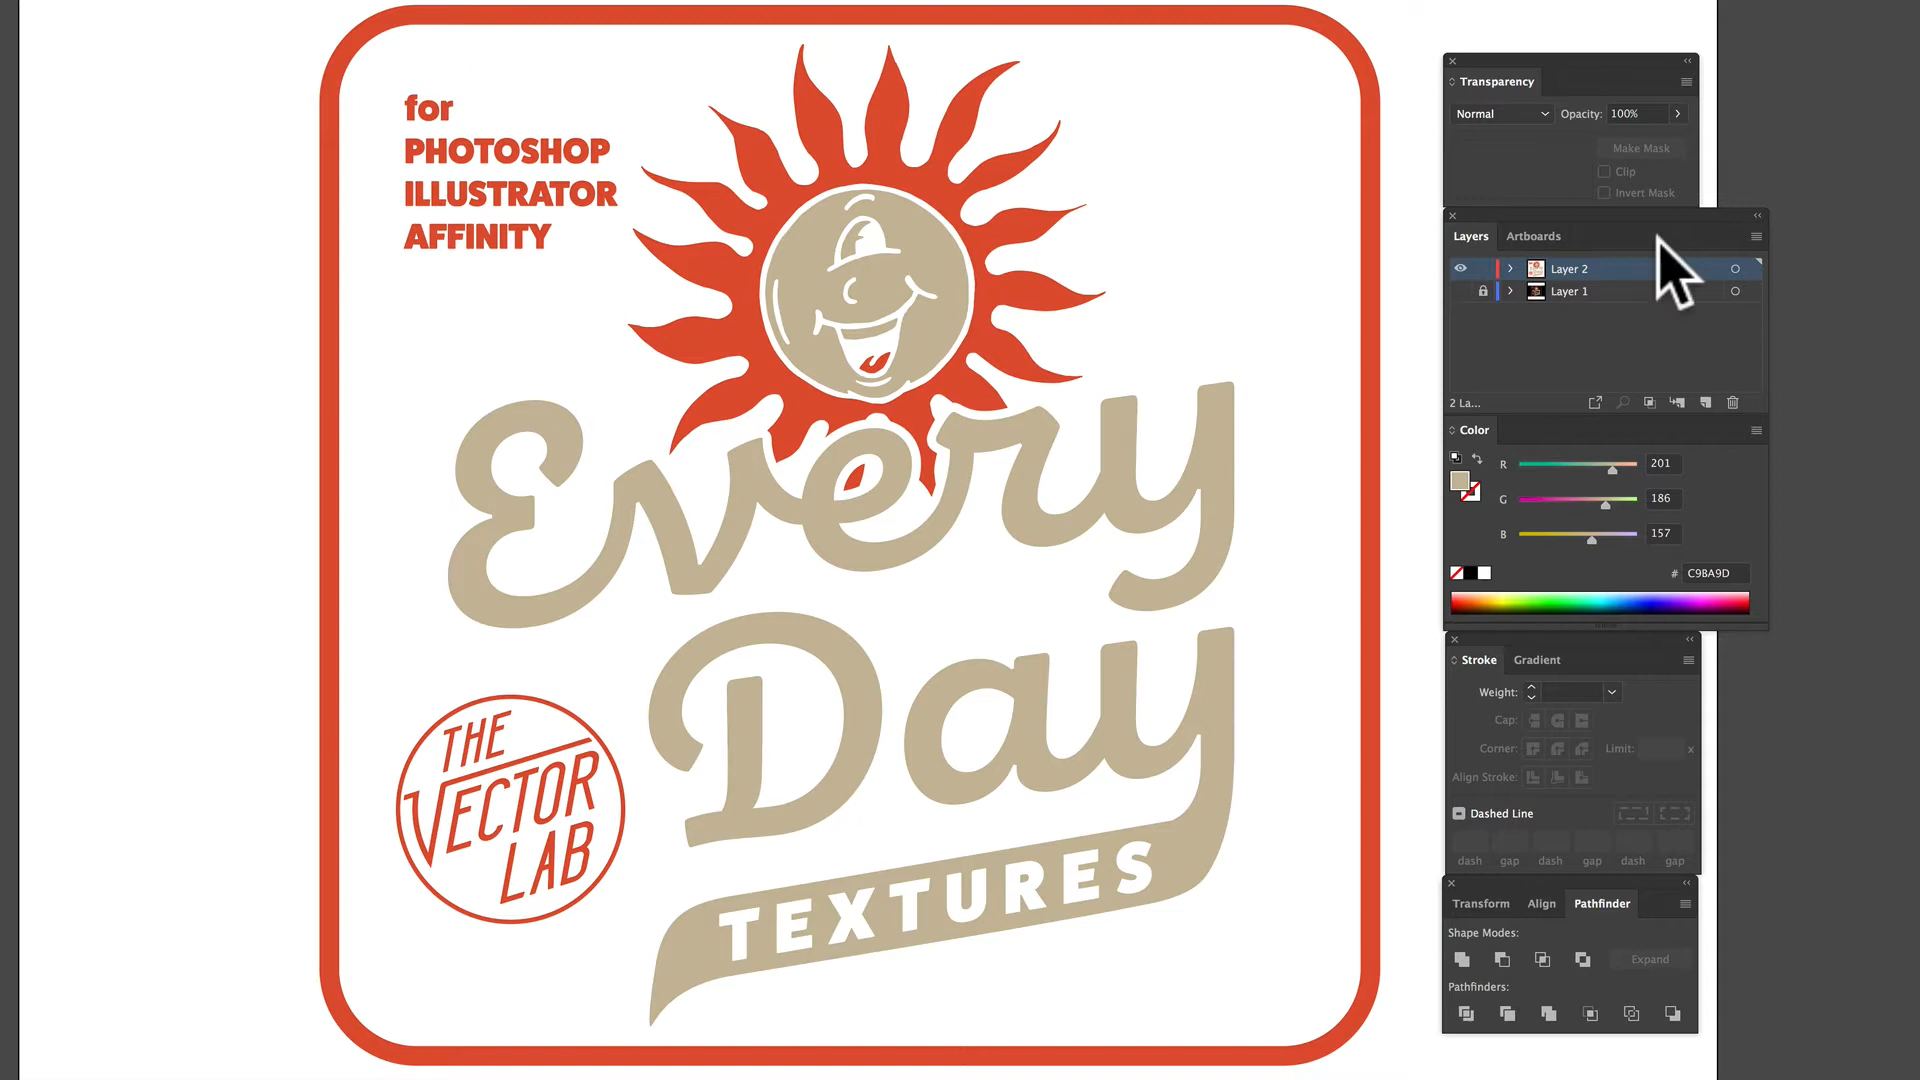 for
PHOTOSHOP
ILLUSTRATOR
AFFINITY
Every
Day
TEXTURES
THE
VECTOR
LAB
Transparency
Normal
Opacity: 100%
Make Mask
Clip
Invert Mask
Layers Artboards
Layer 2
Layer 1
2 La...
Color
R 201
G 186
B 157
# C9BA9D
Stroke Gradient
Weight:
Cap:
Corner: Limit: x
Align Stroke:
Dashed Line
dash gap dash gap dash gap
Transform Align Pathfinder
Shape Modes:
Expand
Pathfinders: